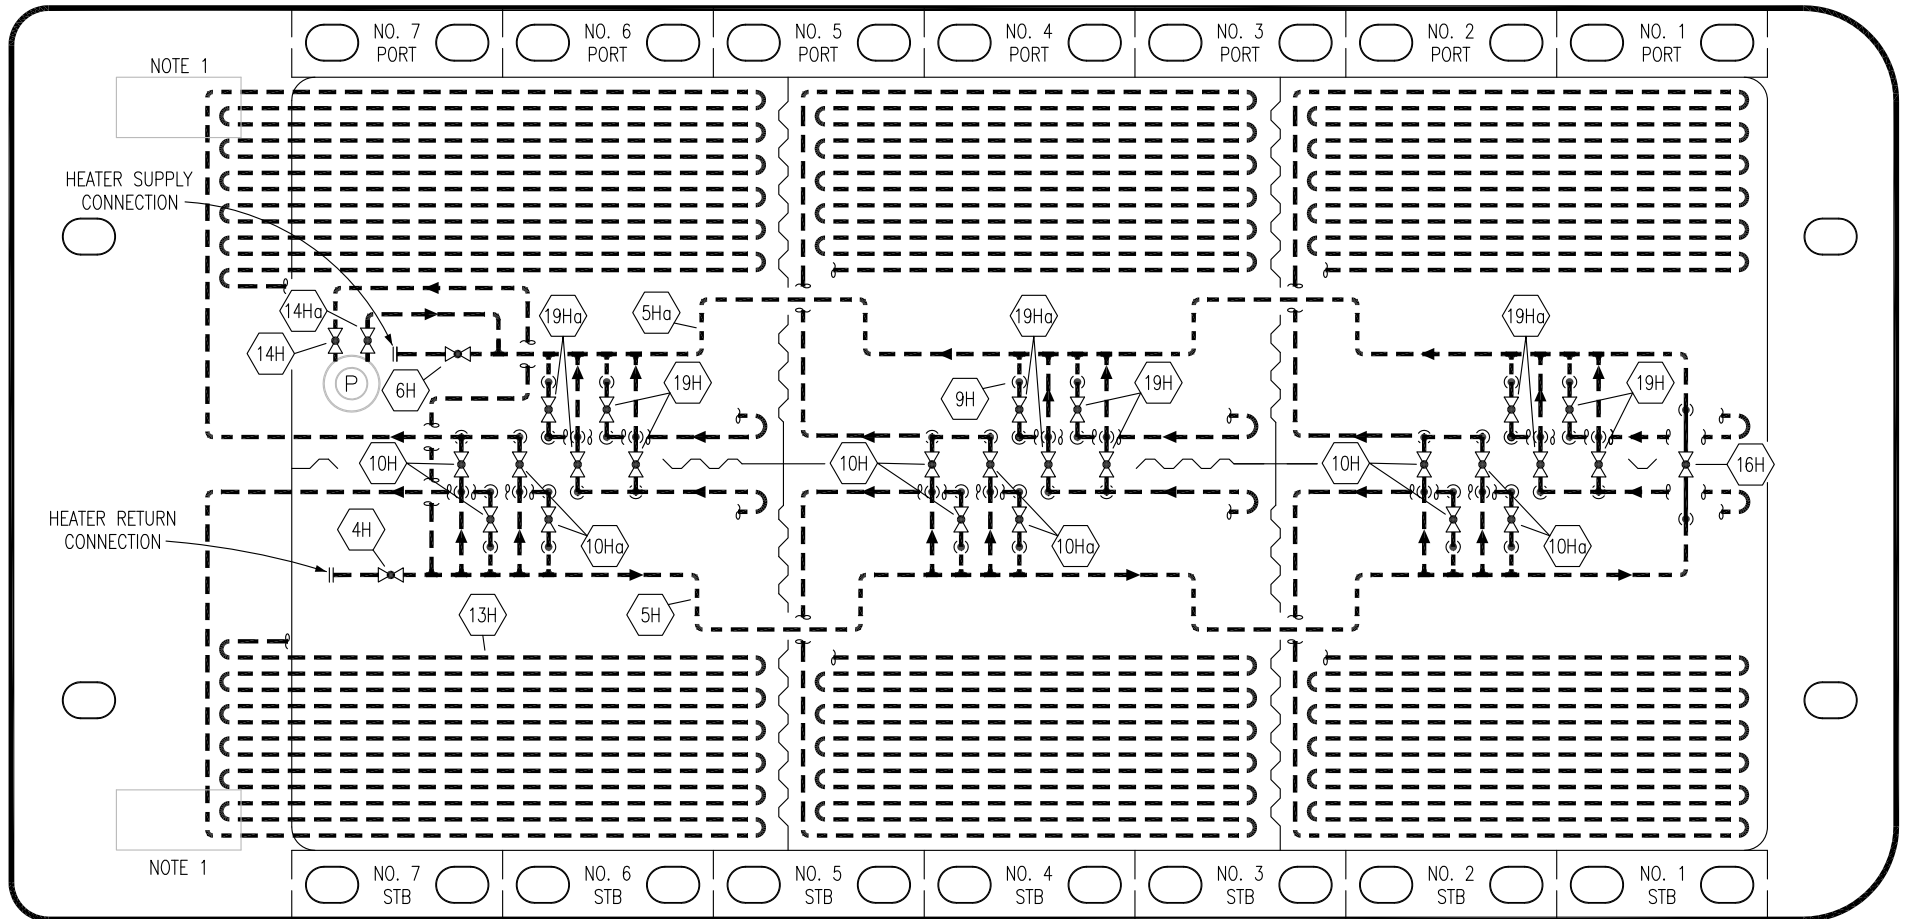 NO. 7
PORT
NO. 6
PORT
NO. 5
PORT
NO. 4
PORT
NO. 3
PORT
NO. 2
PORT
NO. 1
PORT
NOTE 1
HEATER SUPPLY
CONNECTION
14Ha
19Ha
5Ha
19Ha
19Ha
14H
P
6H
19H
9H
19H
19H
10H
10H
10H
16H
HEATER RETURN
CONNECTION
4H
10Ha
10Ha
10Ha
13H
5H
NOTE 1
NO. 7
STB
NO. 6
STB
NO. 5
STB
NO. 4
STB
NO. 3
STB
NO. 2
STB
NO. 1
STB